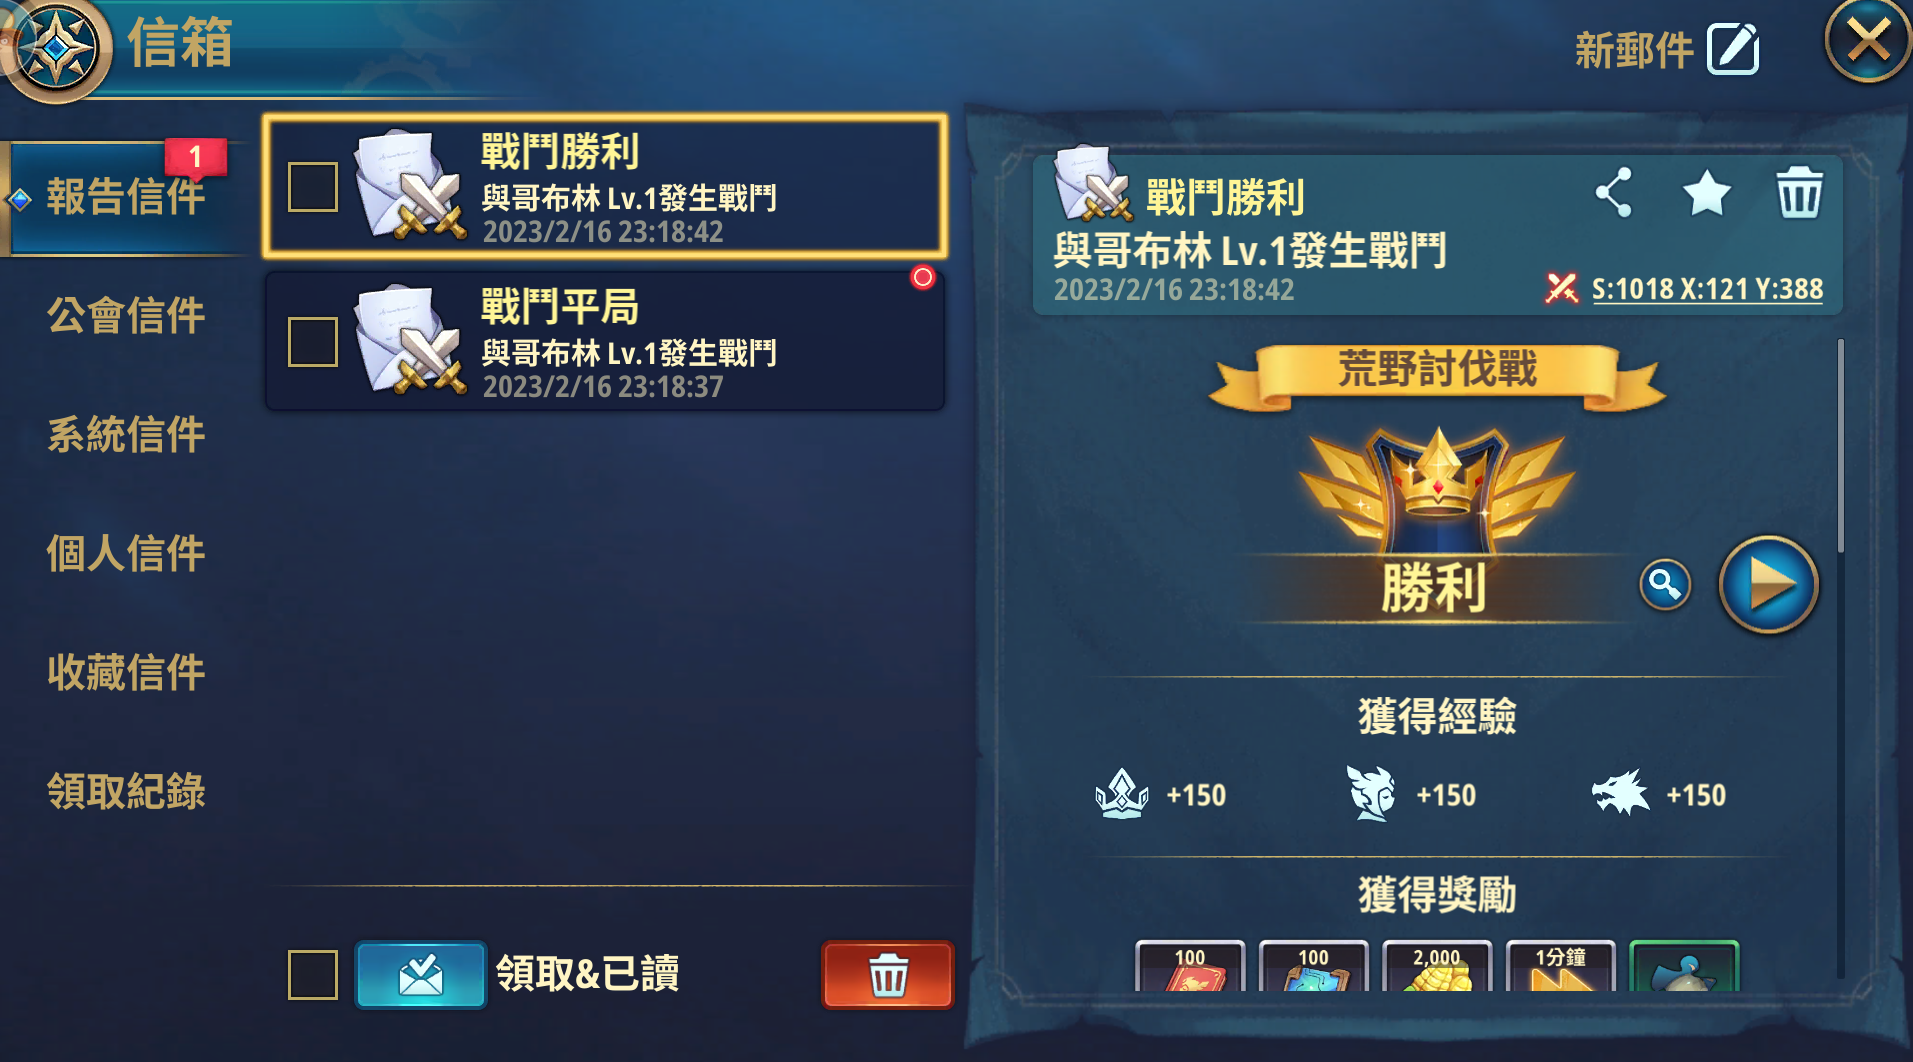 信箱
新郵件
1
報告信件
公會信件
系統信件
個人信件
收藏信件
領取紀錄
戰鬥勝利
與哥布林 Lv.1發生戰鬥
2023/2/16 23:18:42
戰鬥平局
與哥布林 Lv.1發生戰鬥
2023/2/16 23:18:37
領取&已讀
戰鬥勝利
與哥布林 Lv.1發生戰鬥
2023/2/16 23:18:42
S:1018 X:121 Y:388
荒野討伐戰
勝利
獲得經驗
+150
+150
+150
獲得獎勵
100
100
2,000
1分鐘